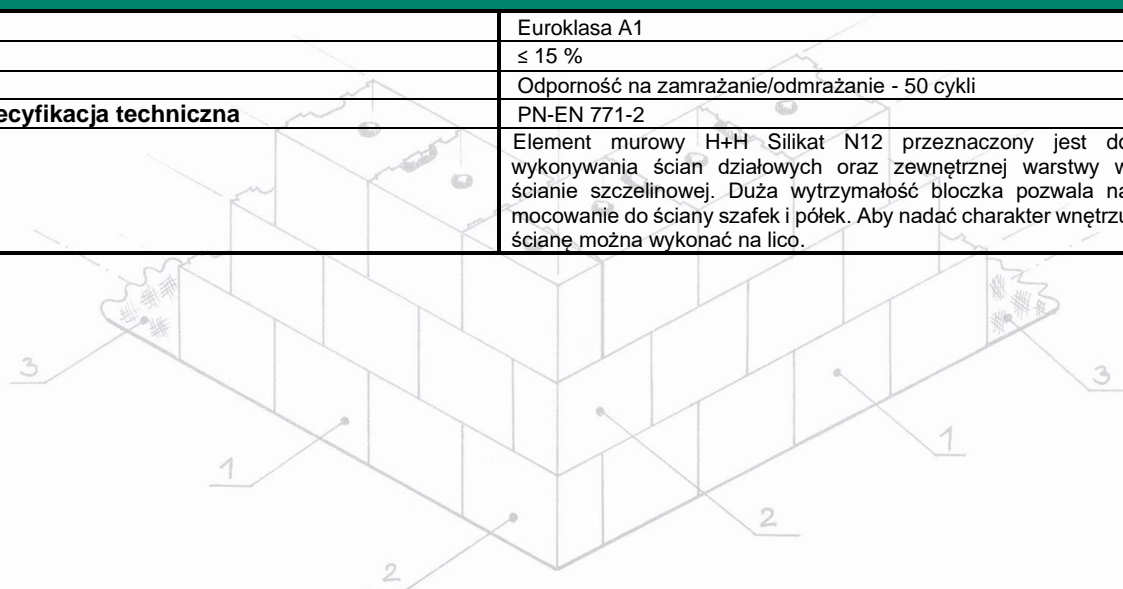 Euroklasa A1
≤ 15 %
Odporność na zamrażanie/odmrażanie - 50 cykli
ecyfikacja techniczna PN-EN 771-2
Element murowy H+H Silikat N12 przeznaczony jest do
wykonywania ścian działowych oraz zewnętrznej warstwy w
ścianie szczelinowej. Duża wytrzymałość bloczka pozwala na
mocowanie do ściany szafek i półek. Aby nadać charakter wnętrzu
ścianę można wykonać na lico.
3
3
1
1
2
2